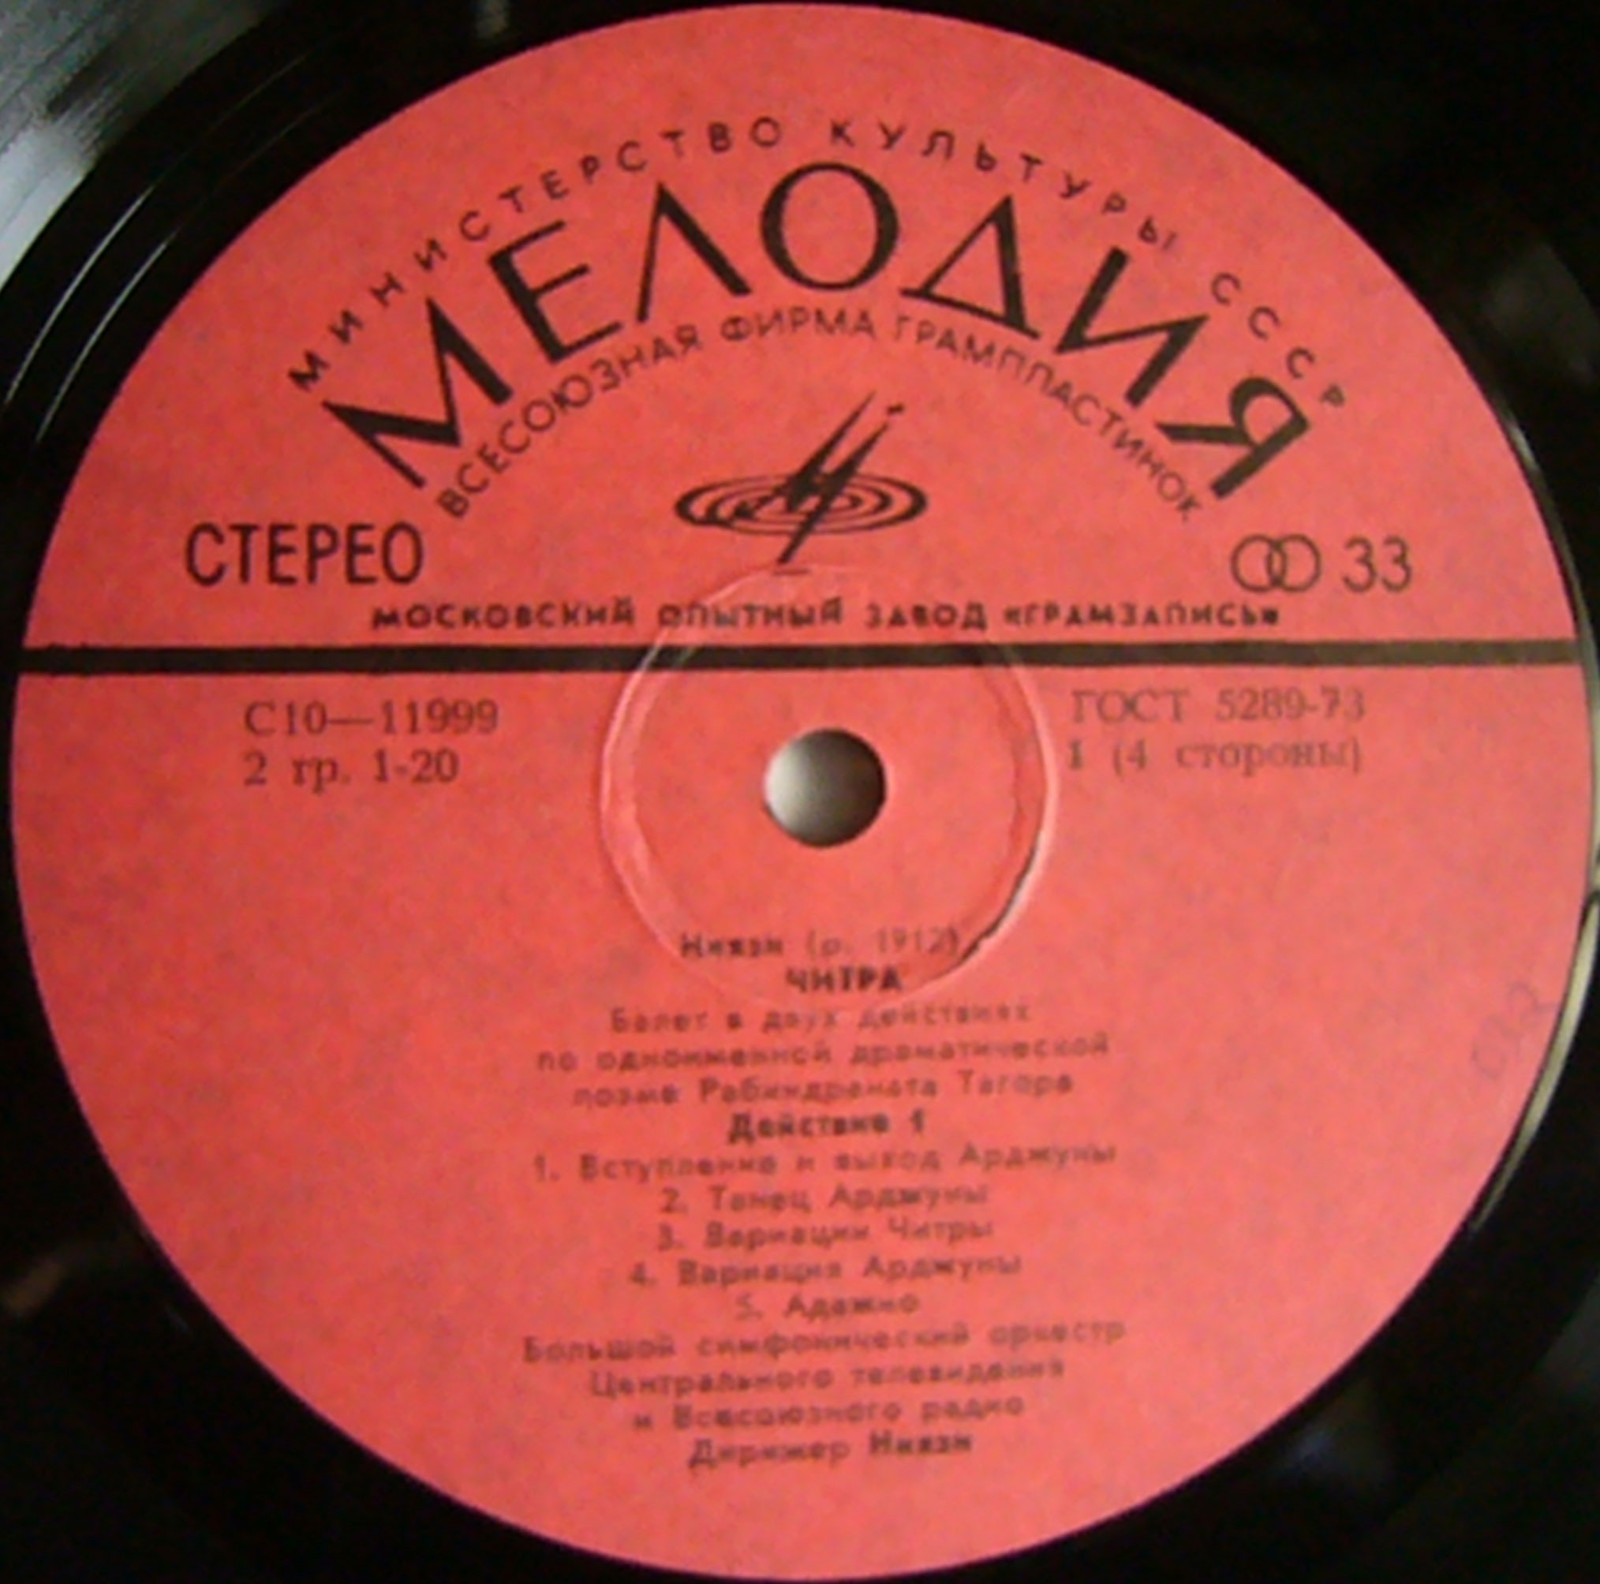 МИНИСТЕРСТВО КУЛЬТУРЫ СССР
МЕЛОДИЯ
ВСЕСОЮЗНАЯ ФИРМА ГРАМПЛАСТИНОК
СТЕРЕО
33
МОСКОВСКИЙ ОПЫТНЫЙ ЗАВОД «ГРАМЗАПИСЬ»
С10—11999
ГОСТ 5289-73
2 гр. 1-20
1 (4 стороны)
Ниязи (р. 1912)
ЧИТРА
Балет в двух действиях
по одноименной драматической
поэме Рабиндраната Тагора
Действие 1
1. Вступление и выход Арджуны
2. Танец Арджуны
3. Вариации Читры
4. Вариация Арджуны
5. Адажио
Большой симфонический оркестр
Центрального телевидения
и Всесоюзного радио
Дирижер Ниязи